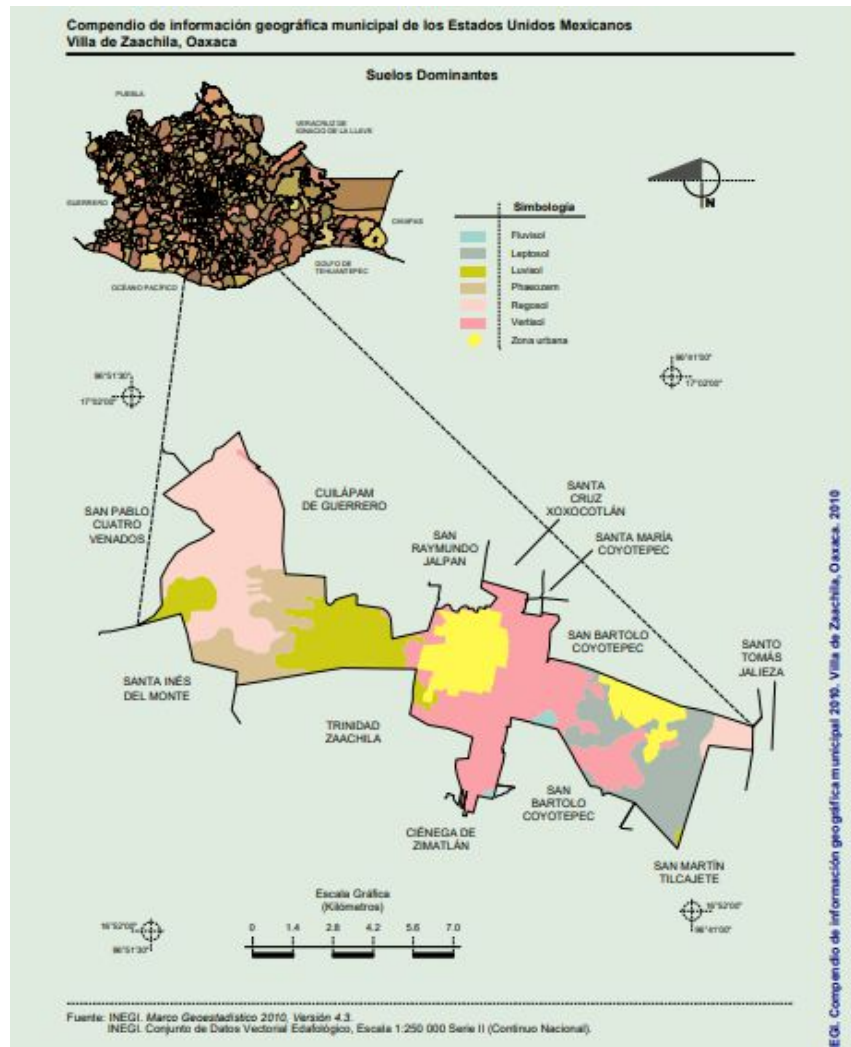 Compendio de información geográfica municipal de los Estados Unidos Mexicanos
Villa de Zaachila, Oaxaca
Suelos Dominantes
PUEBLA
VERACRUZ DE
IGNACIO DE LA LLAVE
GUERRERO
CHIAPAS
GOLFO DE
TEHUANTEPEC
OCÉANO PACÍFICO
N
Simbología
Fluvisol
Leptosol
Luvisol
Phaeozem
Regosol
Vertisol
Zona urbana
96°51'30"
17°02'00"
96°41'00"
17°02'00"
SAN PABLO
CUATRO
VENADOS
CUILÁPAM
DE GUERRERO
SAN
RAYMUNDO
JALPAN
SANTA
CRUZ
XOXOCOTLÁN
SANTA MARÍA
COYOTEPEC
SAN BARTOLO
COYOTEPEC
SANTO
TOMÁS
JALIEZA
SANTA INÉS
DEL MONTE
TRINIDAD
ZAACHILA
CIÉNEGA DE
ZIMATLÁN
SAN
BARTOLO
COYOTEPEC
SAN MARTÍN
TILCAJETE
Escala Gráfica
(Kilómetros)
0 1.4 2.8 4.2 5.6 7.0
16°52'00"
96°51'30"
16°52'00"
96°41'00"
Fuente: INEGI. Marco Geoestadístico 2010, Versión 4.3.
INEGI. Conjunto de Datos Vectorial Edafológico, Escala 1:250 000 Serie II (Continuo Nacional).
EGI. Compendio de información geográfica municipal 2010. Villa de Zaachila, Oaxaca. 2010